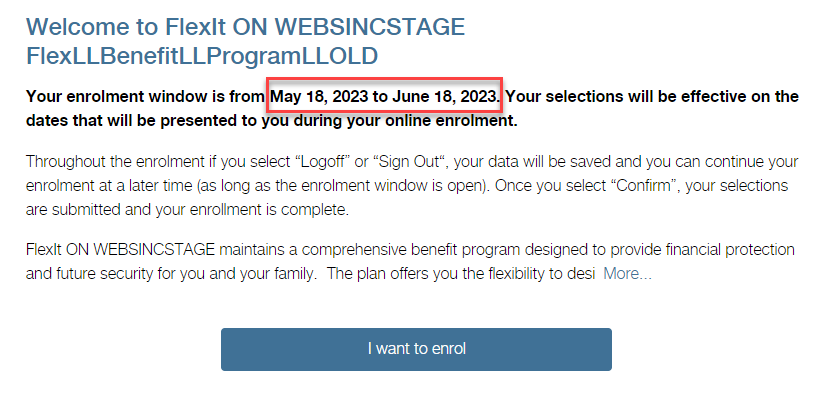 Welcome to FlexIt ON WEBSINCSTAGE
FlexLLBenefitLLProgramLLOLD
Your enrolment window is from May 18, 2023 to June 18, 2023. Your selections will be effective on the
dates that will be presented to you during your online enrolment.
Throughout the enrolment if you select “Logoff” or “Sign Out“, your data will be saved and you can continue your
enrolment at a later time (as long as the enrolment window is open). Once you select “Confirm”, your selections
are submitted and your enrollment is complete.
FlexIt ON WEBSINCSTAGE maintains a comprehensive benefit program designed to provide financial protection
and future security for you and your family. The plan offers you the flexibility to desi More...
I want to enrol